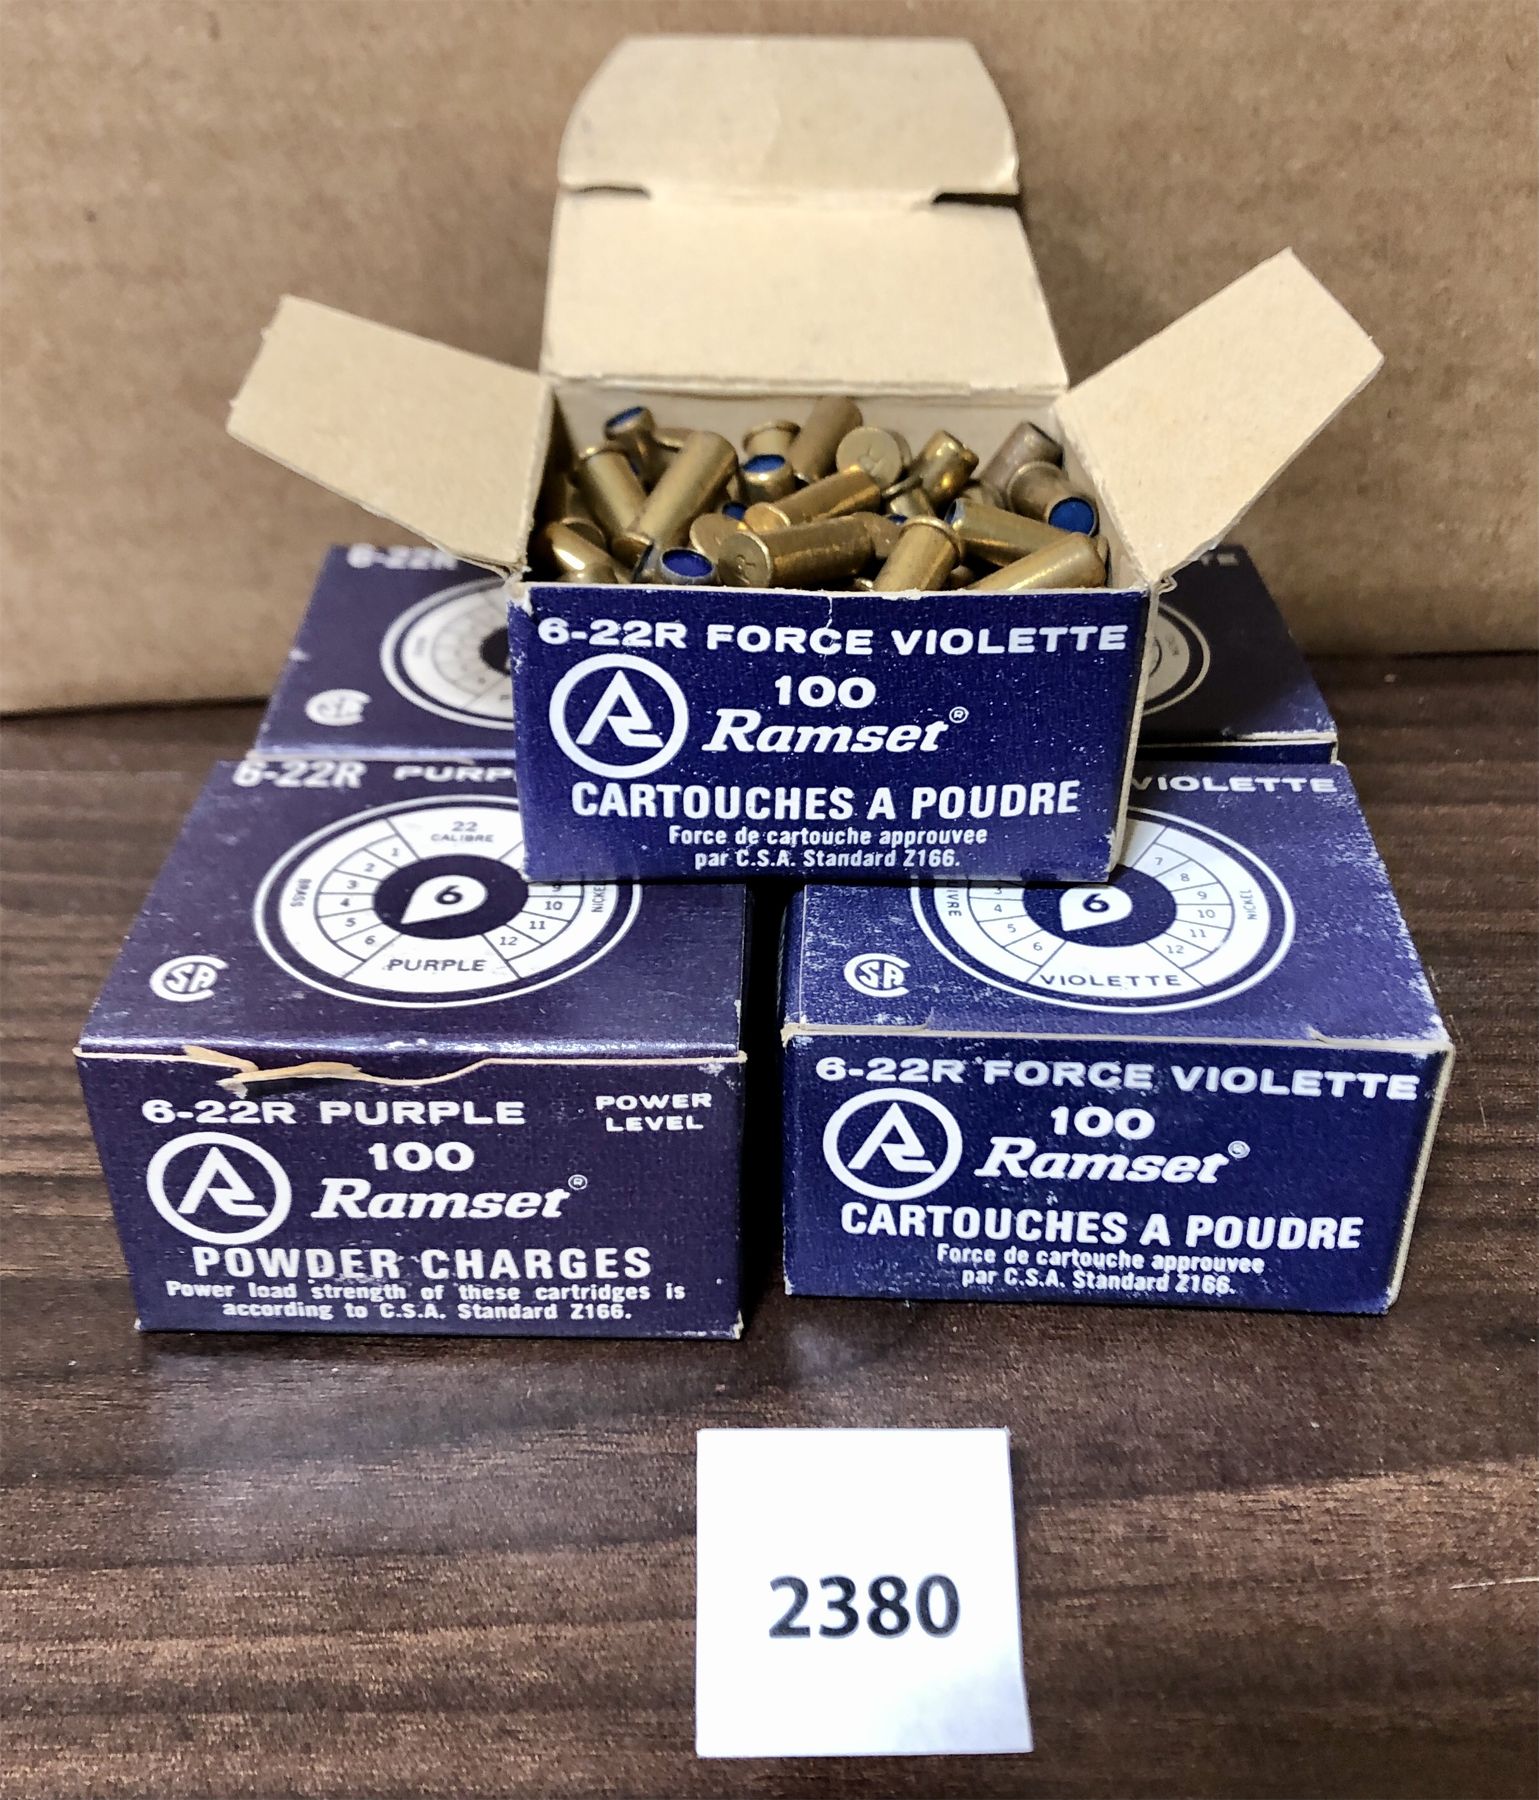 6-22R FORCE VIOLETTE
100
Ramset®
CARTOUCHES A POUDRE
Force de cartouche approuvee
par C.S.A. Standard Z166.
6-22R
6-22R
22
CALIBRE
1
2
3
4
5
6
BRASS
6
10
11
12
NICKEL
PURPLE
6-22R PURPLE
POWER
LEVEL
100
Ramset®
POWDER CHARGES
Power load strength of these cartridges is
according to C.S.A. Standard Z166.
VIOLETTE
7
8
9
10
11
12
NICKEL
3
4
5
6
6
VIOLETTE
6-22R FORCE VIOLETTE
100
Ramset®
CARTOUCHES A POUDRE
Force de cartouche approuvee
par C.S.A. Standard Z166.
2380